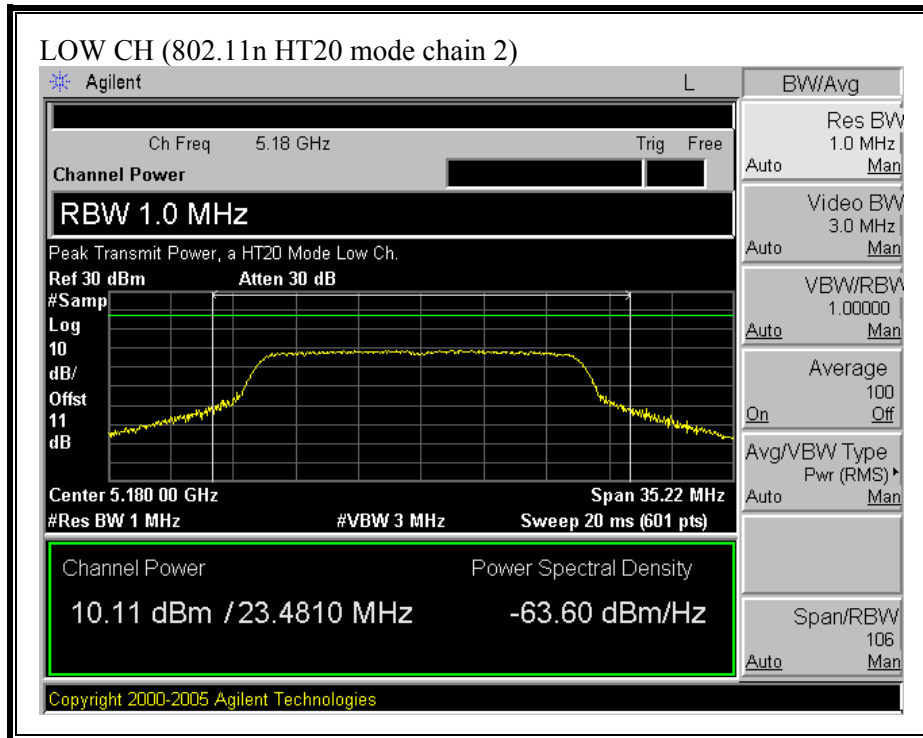 LOW CH (802.11n HT20 mode chain 2)
Agilent L BW/Avg
Ch Freq 5.18 GHz Trig Free
Channel Power
RBW 1.0 MHz
Peak Transmit Power, a HT20 Mode Low Ch.
Ref 30 dBm Atten 30 dB
#Samp
Log
10
dB/
Offst
11
dB
Center 5.180 00 GHz Span 35.22 MHz
#Res BW 1 MHz #VBW 3 MHz Sweep 20 ms (601 pts)
Channel Power Power Spectral Density
10.11 dBm / 23.4810 MHz -63.60 dBm/Hz
Copyright 2000-2005 Agilent Technologies
Res BW
1.0 MHz
Auto Man
Video BW
3.0 MHz
Auto Man
VBW/RBW
1.00000
Auto Man
Average
100
On Off
Avg/VBW Type
Pwr (RMS)
Auto Man
Span/RBW
106
Auto Man